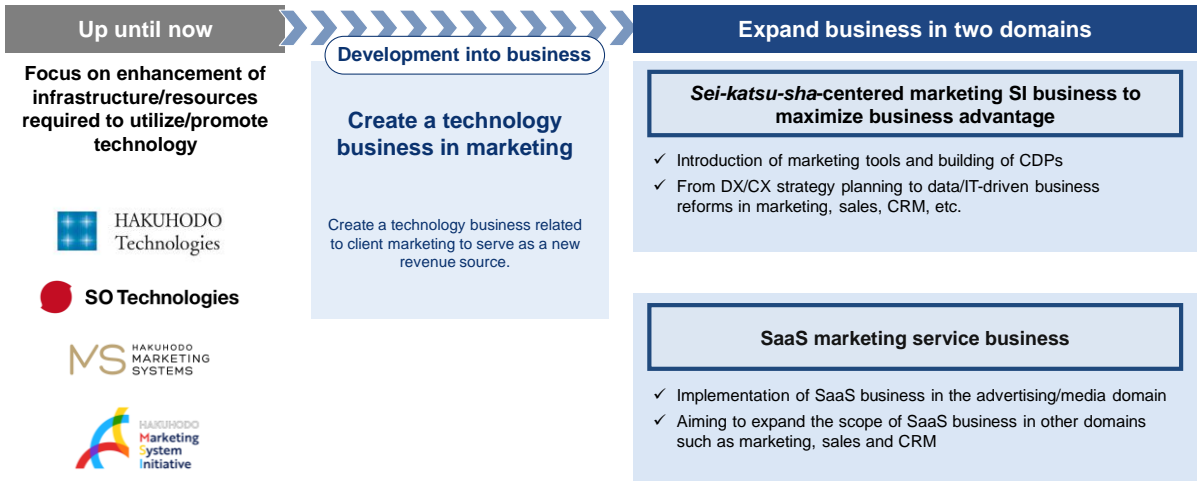 Up until now
Focus on enhancement of
infrastructure/resources
required to utilize/promote
technology
HAKUHODO
Technologies
SO Technologies
MS HAKUHODO
MARKETING
SYSTEMS
HAKUHODO
Marketing
System
Initiative
Development into business
Create a technology
business in marketing
Create a technology business related
to client marketing to serve as a new
revenue source.
Expand business in two domains
Sei-katsu-sha-centered marketing SI business to
maximize business advantage
✓ Introduction of marketing tools and building of CDPs
✓ From DX/CX strategy planning to data/IT-driven business
reforms in marketing, sales, CRM, etc.
SaaS marketing service business
✓ Implementation of SaaS business in the advertising/media domain
✓ Aiming to expand the scope of SaaS business in other domains
such as marketing, sales and CRM